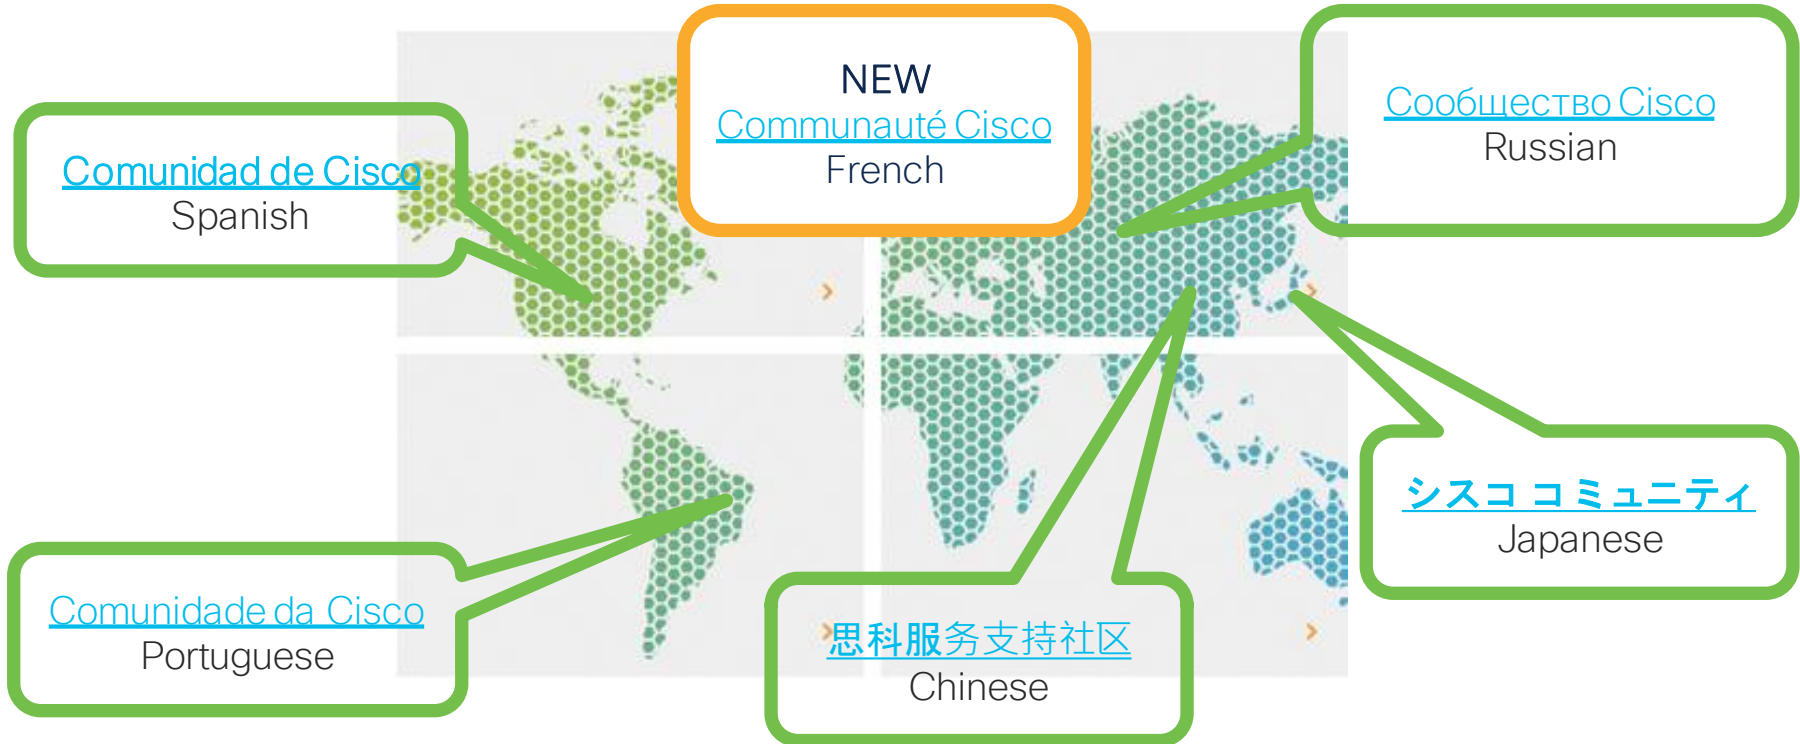 NEW
Communauté Cisco
French
Сообщество Cisco
Russian
Comunidad de Cisco
Spanish
シスコ コミュニティ
Japanese
Comunidade da Cisco
Portuguese
思科服务支持社区
Chinese